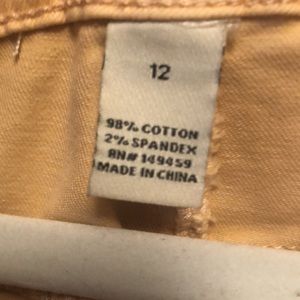 12
98% COTTON
2% SPANDEX
RN# 149459
MADE IN CHINA